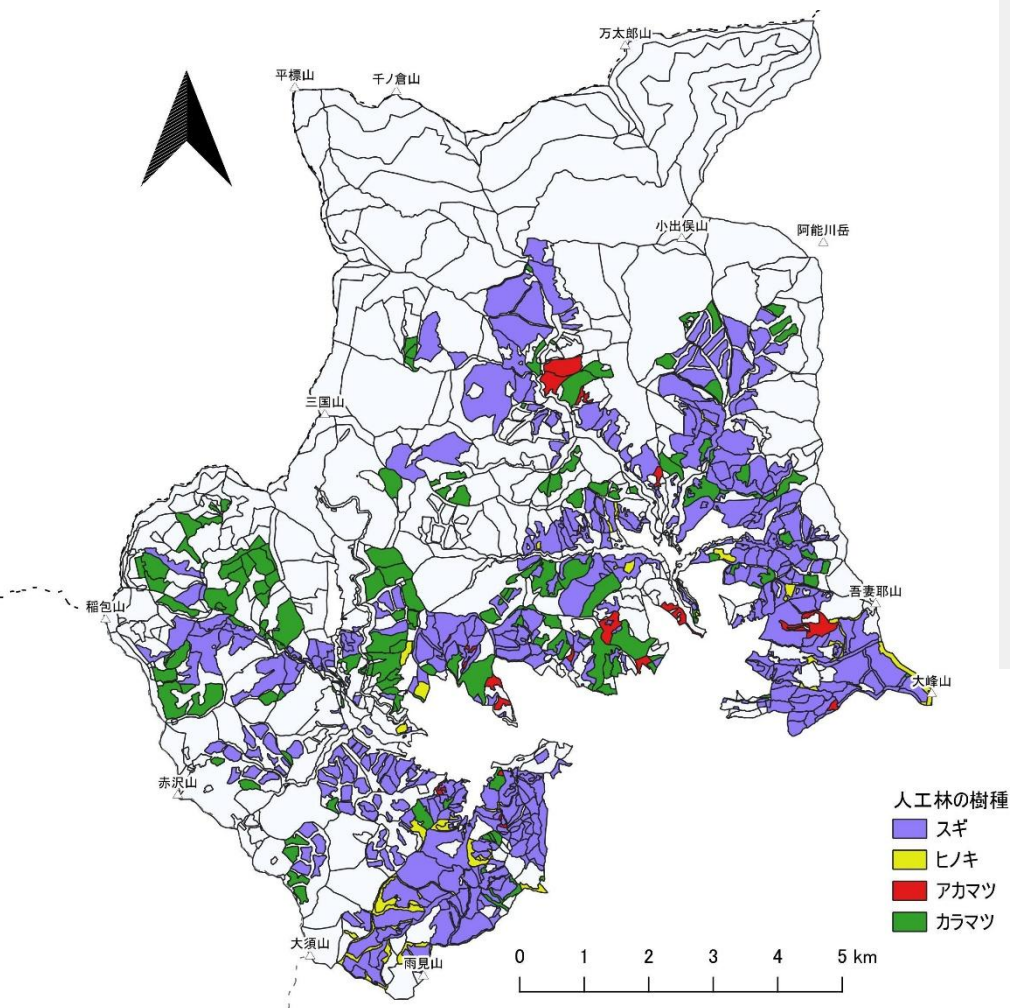 万太郎山
平標山
千ノ倉山
小出俣山
阿能川岳
三国山
稲包山
吾妻耶山
大峰山
赤沢山
大須山
雨見山
人工林の樹種
スギ
ヒノキ
アカマツ
カラマツ
0 1 2 3 4 5 km